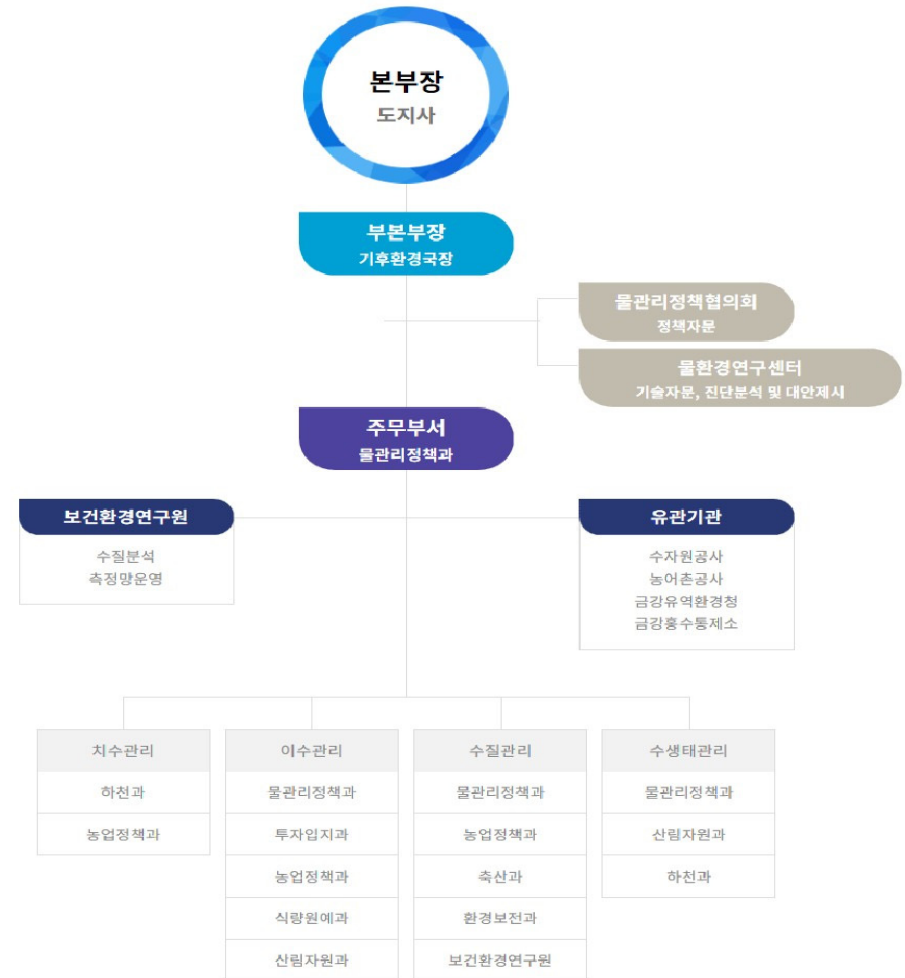 본부장
도지사
부본부장
기후환경국장
물관리정책협의회
정책자문
물환경연구센터
기술자문, 진단분석 및 대안제시
주무부서
물관리정책과
보건환경연구원
수질분석
측정망운영
유관기관
수자원공사
농어촌공사
금강유역환경청
금강홍수통제소
치수관리
하천과
농업정책과
이수관리
물관리정책과
투자입지과
농업정책과
식량원예과
산림자원과
수질관리
물관리정책과
농업정책과
축산과
환경보전과
보건환경연구원
수생태관리
물관리정책과
산림자원과
하천과